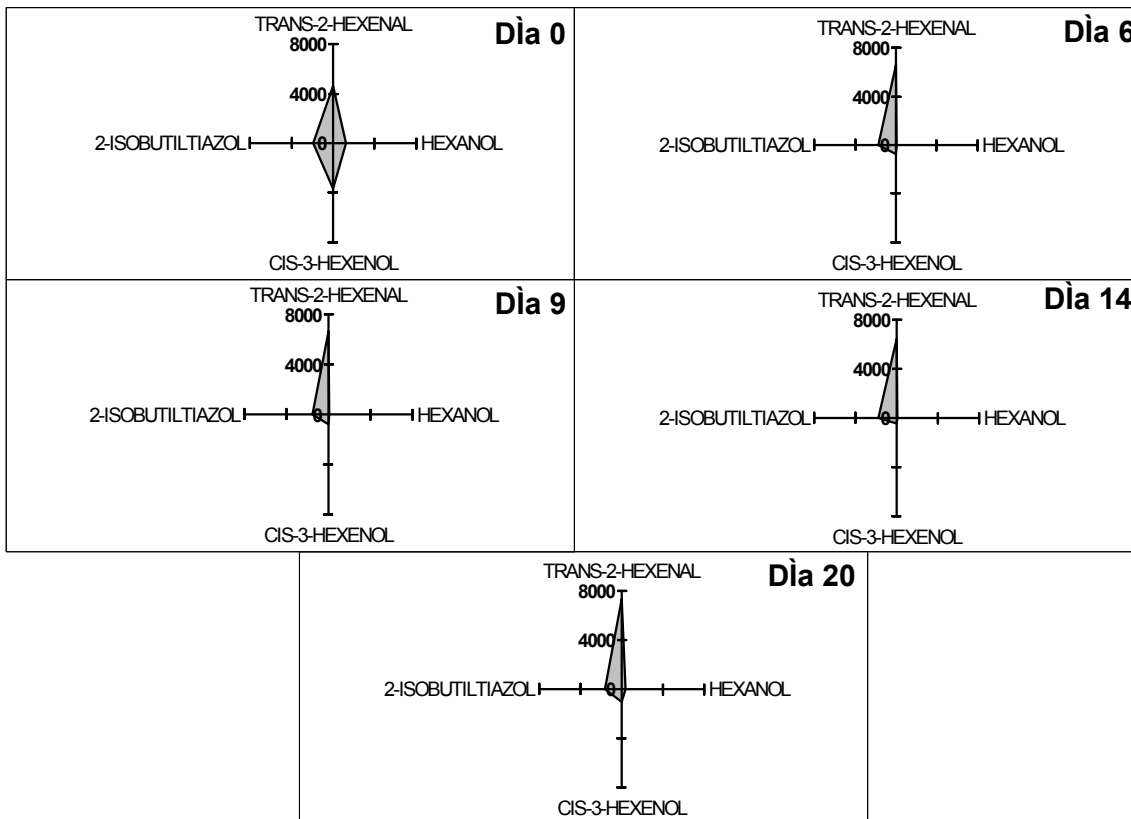 TRANS-2-HEXENAL
DÌa 0
8000
4000
2-ISOBUTILTIAZOL
0
HEXANOL
CIS-3-HEXENOL
TRANS-2-HEXENAL
DÌa 6
8000
4000
2-ISOBUTILTIAZOL
0
HEXANOL
CIS-3-HEXENOL
TRANS-2-HEXENAL
DÌa 9
8000
4000
2-ISOBUTILTIAZOL
0
HEXANOL
CIS-3-HEXENOL
TRANS-2-HEXENAL
DÌa 14
8000
4000
2-ISOBUTILTIAZOL
0
HEXANOL
CIS-3-HEXENOL
TRANS-2-HEXENAL
DÌa 20
8000
4000
2-ISOBUTILTIAZOL
0
HEXANOL
CIS-3-HEXENOL